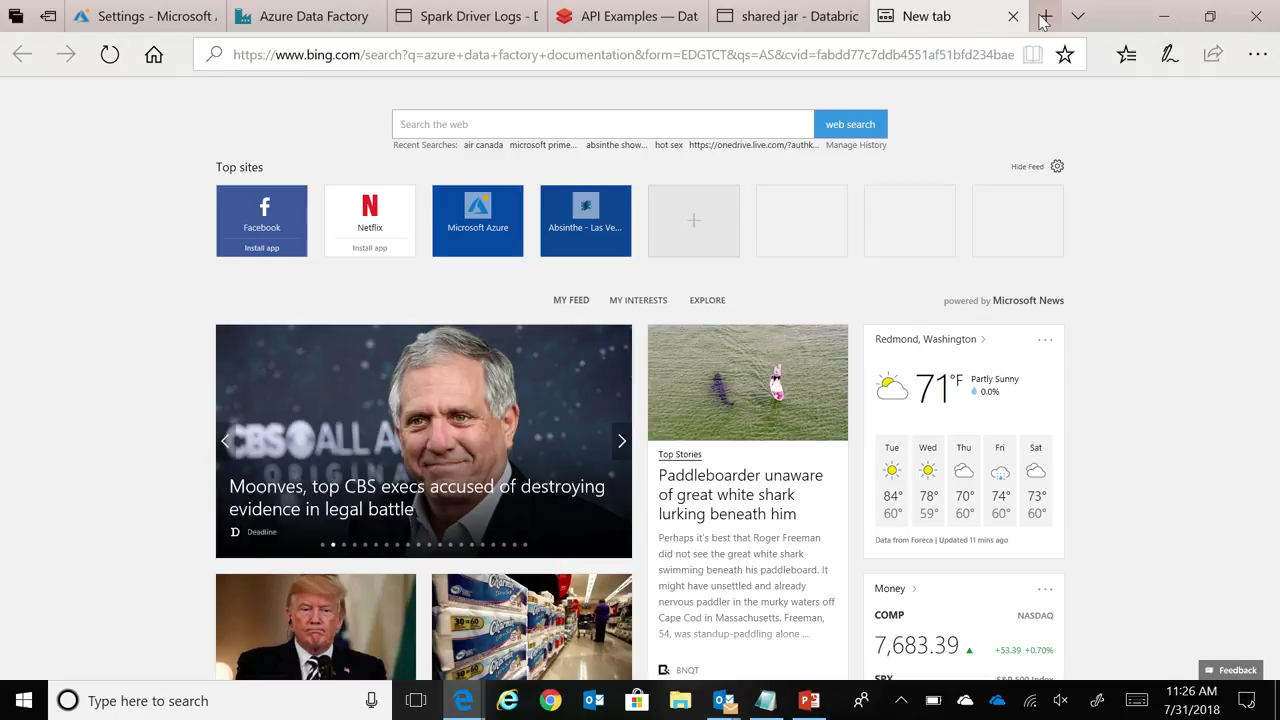 Settings - Microsoft D
Azure Data Factory Docum
Create tab
API Examples — Dat
shared jar - Databric
New tab
https://www.bing.com/search?q=azure+data+factory+documentation&form=EDGTCT&qs=AS&cvid=fabdd77c7ddb4551af51bfd234bae
Search the web
web search
Recent Searches: air canada microsoft prime... absinthe show... hot sex https://onedrive.live.com/?authk... Manage History
Top sites
Hide Feed
Facebook
Install app
Netflix
Install app
Microsoft Azure
Absinthe - Las Ve...
MY FEED MY INTERESTS EXPLORE
powered by Microsoft News
CBS ALL A
ORIGIN
Moonves, top CBS execs accused of destroying
evidence in legal battle
Deadline
Top Stories
Paddleboarder unaware
of great white shark
lurking beneath him
Perhaps it's best that Roger Freeman
did not see the great white shark
swimming beneath his paddleboard. It
might have unsettled and already
nervous paddler in the murky waters off
Cape Cod in Massachusetts. Freeman,
54, was standup-paddling alone ...
BNQT
Redmond, Washington
71°F
Partly Sunny
0.0%
Tue Wed Thu Fri Sat
84° 78° 70° 74° 73°
60° 59° 60° 60° 60°
Data from Foreca | Updated 11 mins ago
Money
COMP
NASDAQ
7,683.39
+53.39 +0.70%
Charmin
30=60
Feedback
Type here to search
11:26 AM
7/31/2018